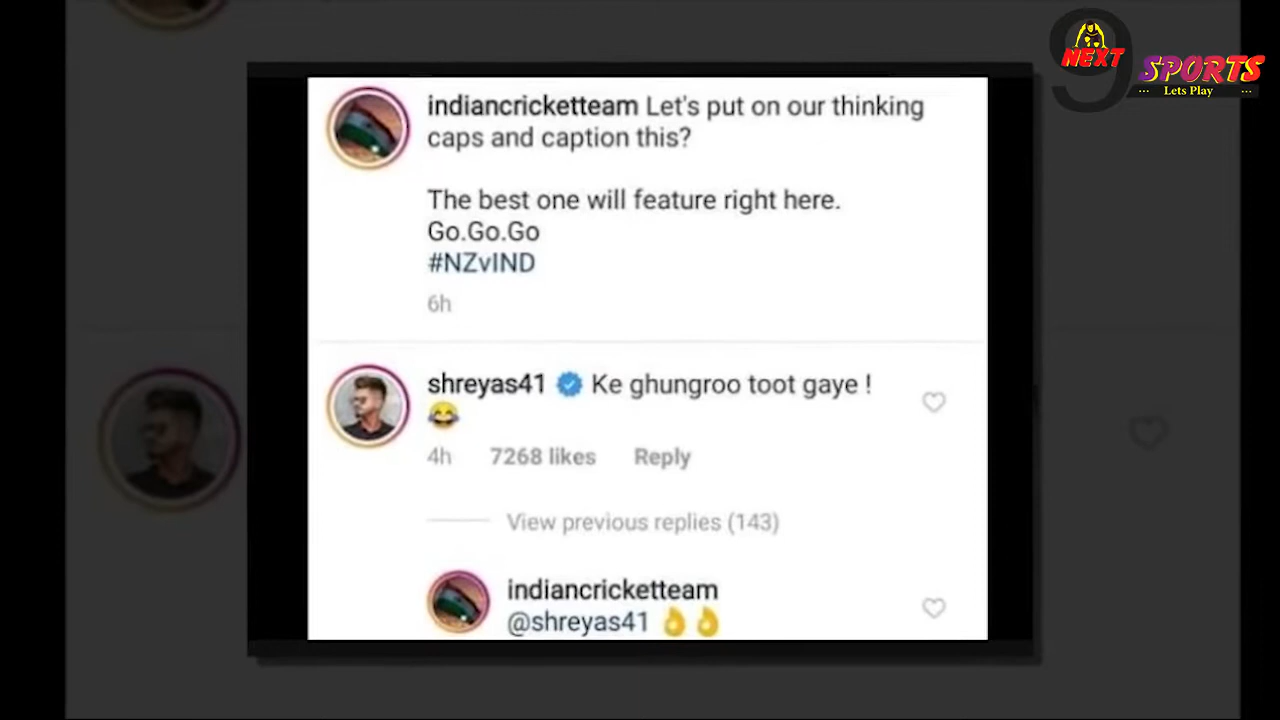 9
NEXT
SPORTS
Lets Play
indiancricketteam Let's put on our thinking
caps and caption this?
The best one will feature right here.
Go.Go.Go
#NZvIND
6h
shreyas41 Ke ghungroo toot gaye !
😂
4h 7268 likes Reply
View previous replies (143)
indiancricketteam
@shreyas41 👌👌